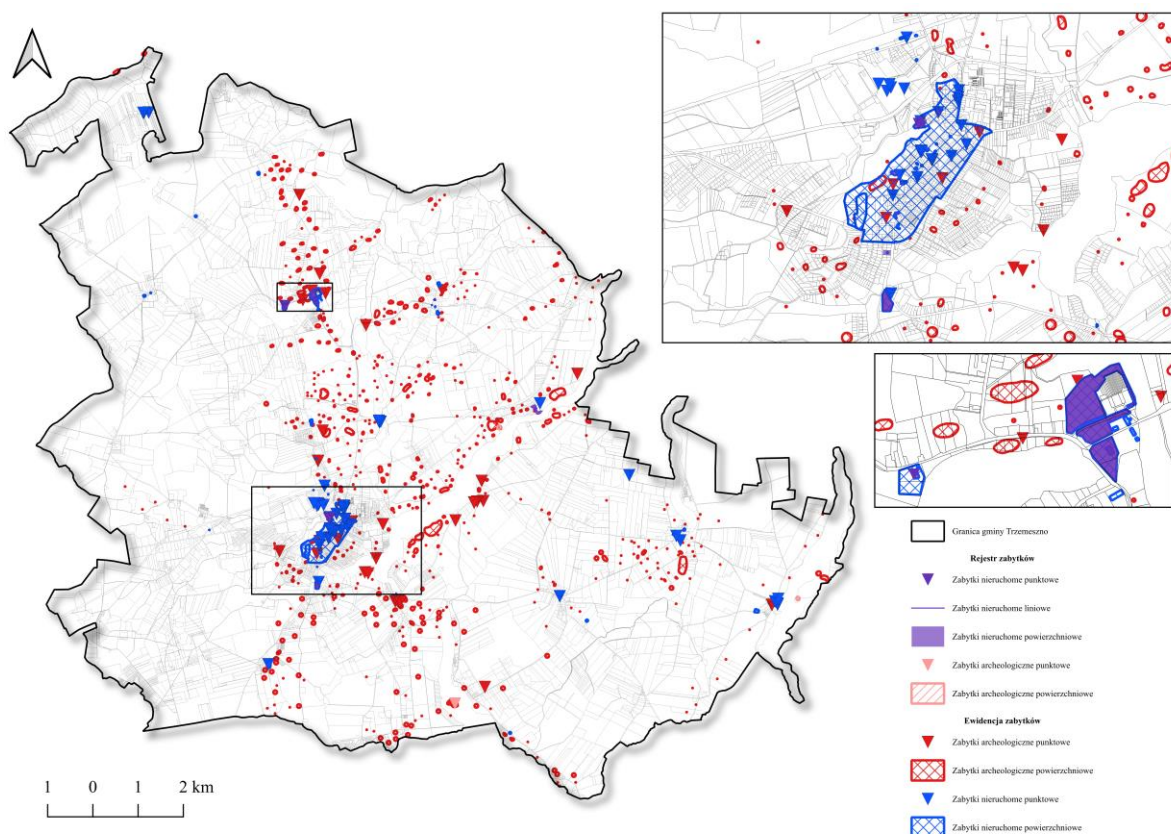 Granica gminy Trzemeszno
Rejestr zabytków
Zabytki nieruchome punktowe
Zabytki nieruchome liniowe
Zabytki nieruchome powierzchniowe
Zabytki archeologiczne punktowe
Zabytki archeologiczne powierzchniowe
Ewidencja zabytków
Zabytki archeologiczne punktowe
Zabytki archeologiczne powierzchniowe
Zabytki nieruchome punktowe
Zabytki nieruchome powierzchniowe
1 0 1 2 km